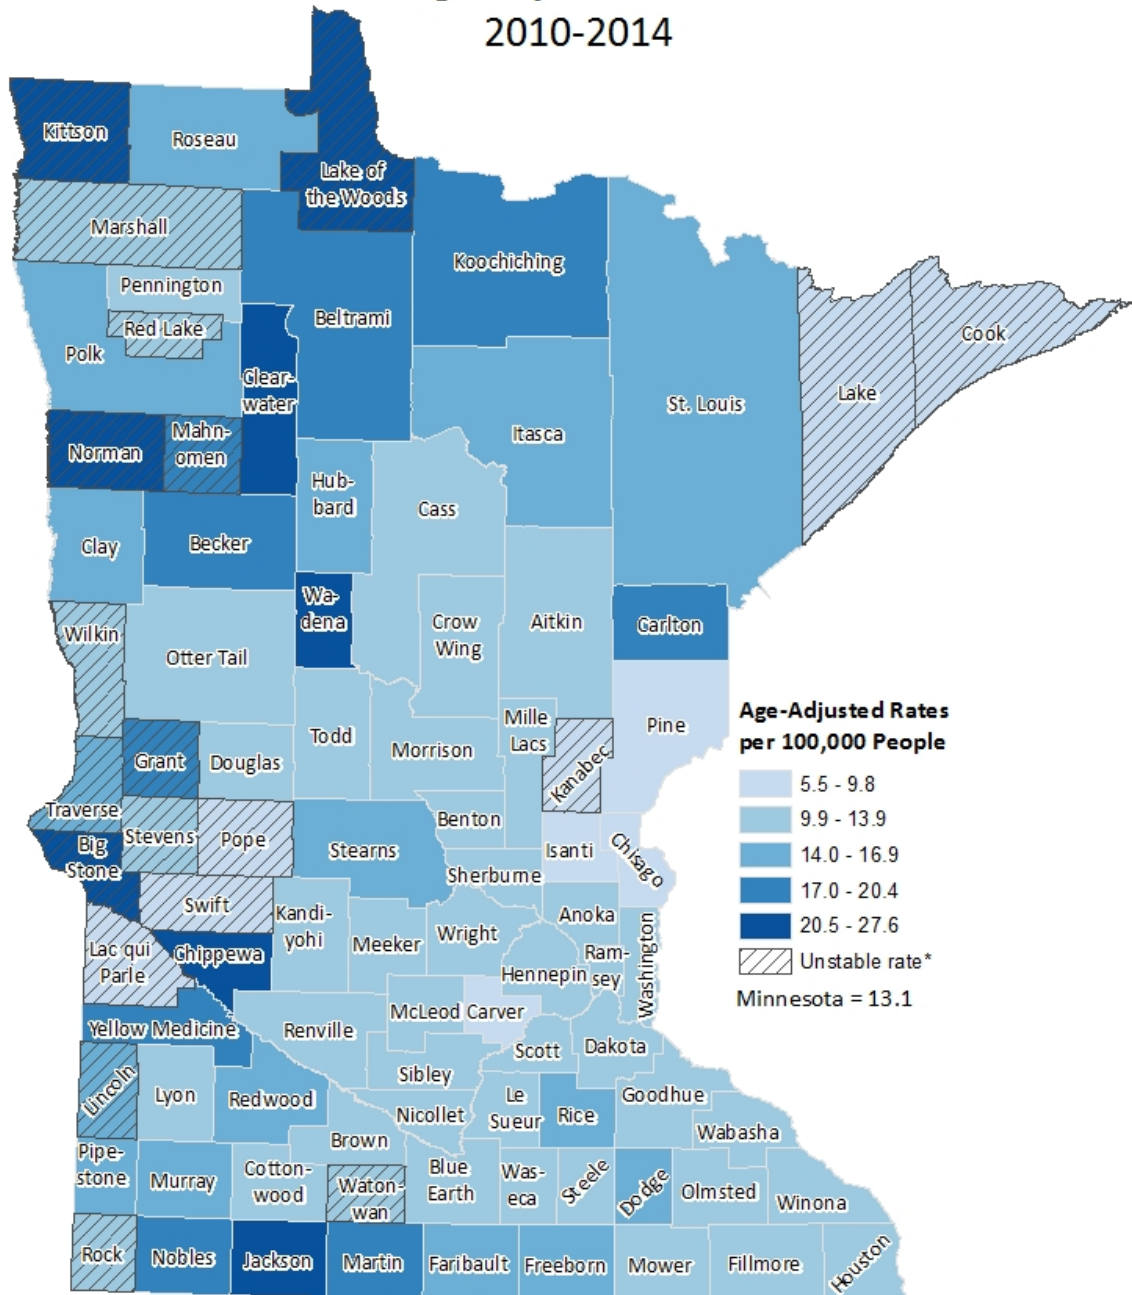 2010-2014
Kittson
Roseau
Lake of
the Woods
Marshall
Koochiching
Pennington
Beltrami
Red Lake
Polk
Cook
Clear-
water
Lake
St. Louis
Itasca
Norman
Mahn-
omen
Hub-
bard
Cass
Clay
Becker
Wa-
dena
Crow
Wing
Aitkin
Carlton
Wilkin
Otter Tail
Mille
Lacs
Pine
Todd
Morrison
Grant
Douglas
Kanabec
Traverse
Stevens
Pope
Benton
Big
Stone
Stearns
Isanti
Chisago
Sherburne
Swift
Kandi-
yohi
Anoka
Meeker
Wright
Washington
Lac qui
Parle
Chippewa
Hennepin
Ram-
sey
McLeod
Carver
Yellow Medicine
Renville
Scott
Dakota
Sibley
Lincoln
Lyon
Redwood
Nicollet
Le
Sueur
Rice
Goodhue
Wabasha
Brown
Pipe-
stone
Murray
Cotton-
wood
Waton-
wan
Blue
Earth
Was-
eca
Steele
Dodge
Olmsted
Winona
Rock
Nobles
Jackson
Martin
Faribault
Freeborn
Mower
Fillmore
Houston
Age-Adjusted Rates
per 100,000 People
5.5 - 9.8
9.9 - 13.9
14.0 - 16.9
17.0 - 20.4
20.5 - 27.6
Unstable rate*
Minnesota = 13.1